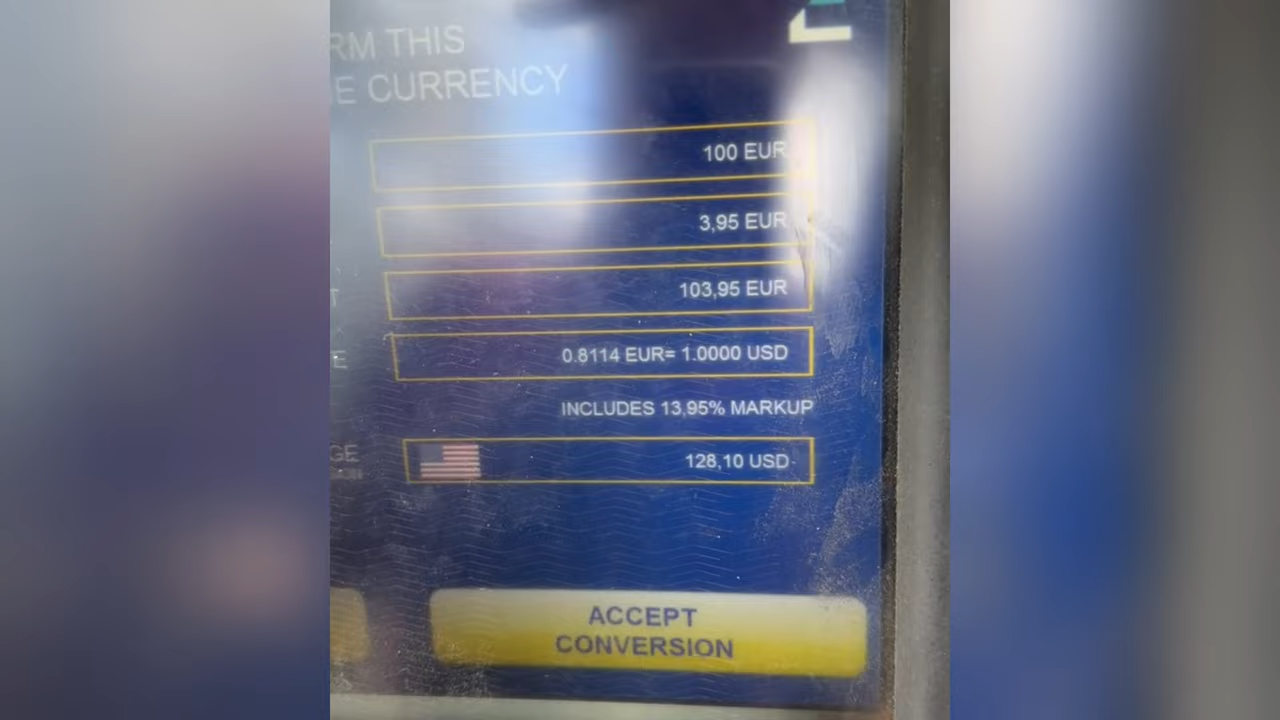 RM THIS
E CURRENCY
100 EUR
3,95 EUR
T
103,95 EUR
E
0.8114 EUR= 1.0000 USD
INCLUDES 13,95% MARKUP
GE
128,10 USD
ACCEPT
CONVERSION